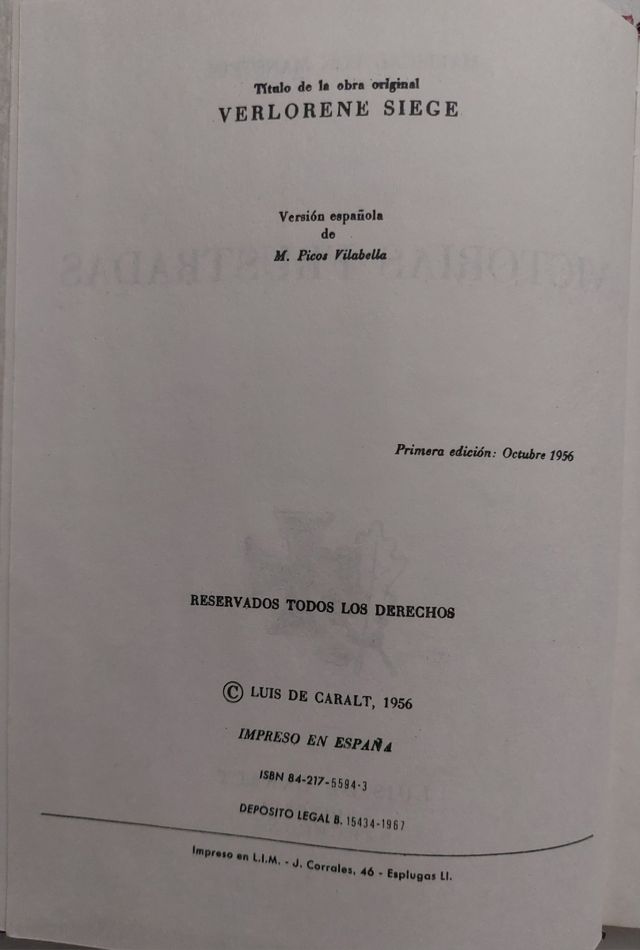 Título de la obra original
VERLORENE SIEGE
Versión española
de
M. Picos Vilabella
Primera edición: Octubre 1956
RESERVADOS TODOS LOS DERECHOS
© LUIS DE CARALT, 1956
IMPRESO EN ESPAÑA
ISBN 84-217-5594-3
DEPOSITO LEGAL B. 15434-1967
Impreso en L.I.M. - J. Corrales, 46 - Esplugas Ll.